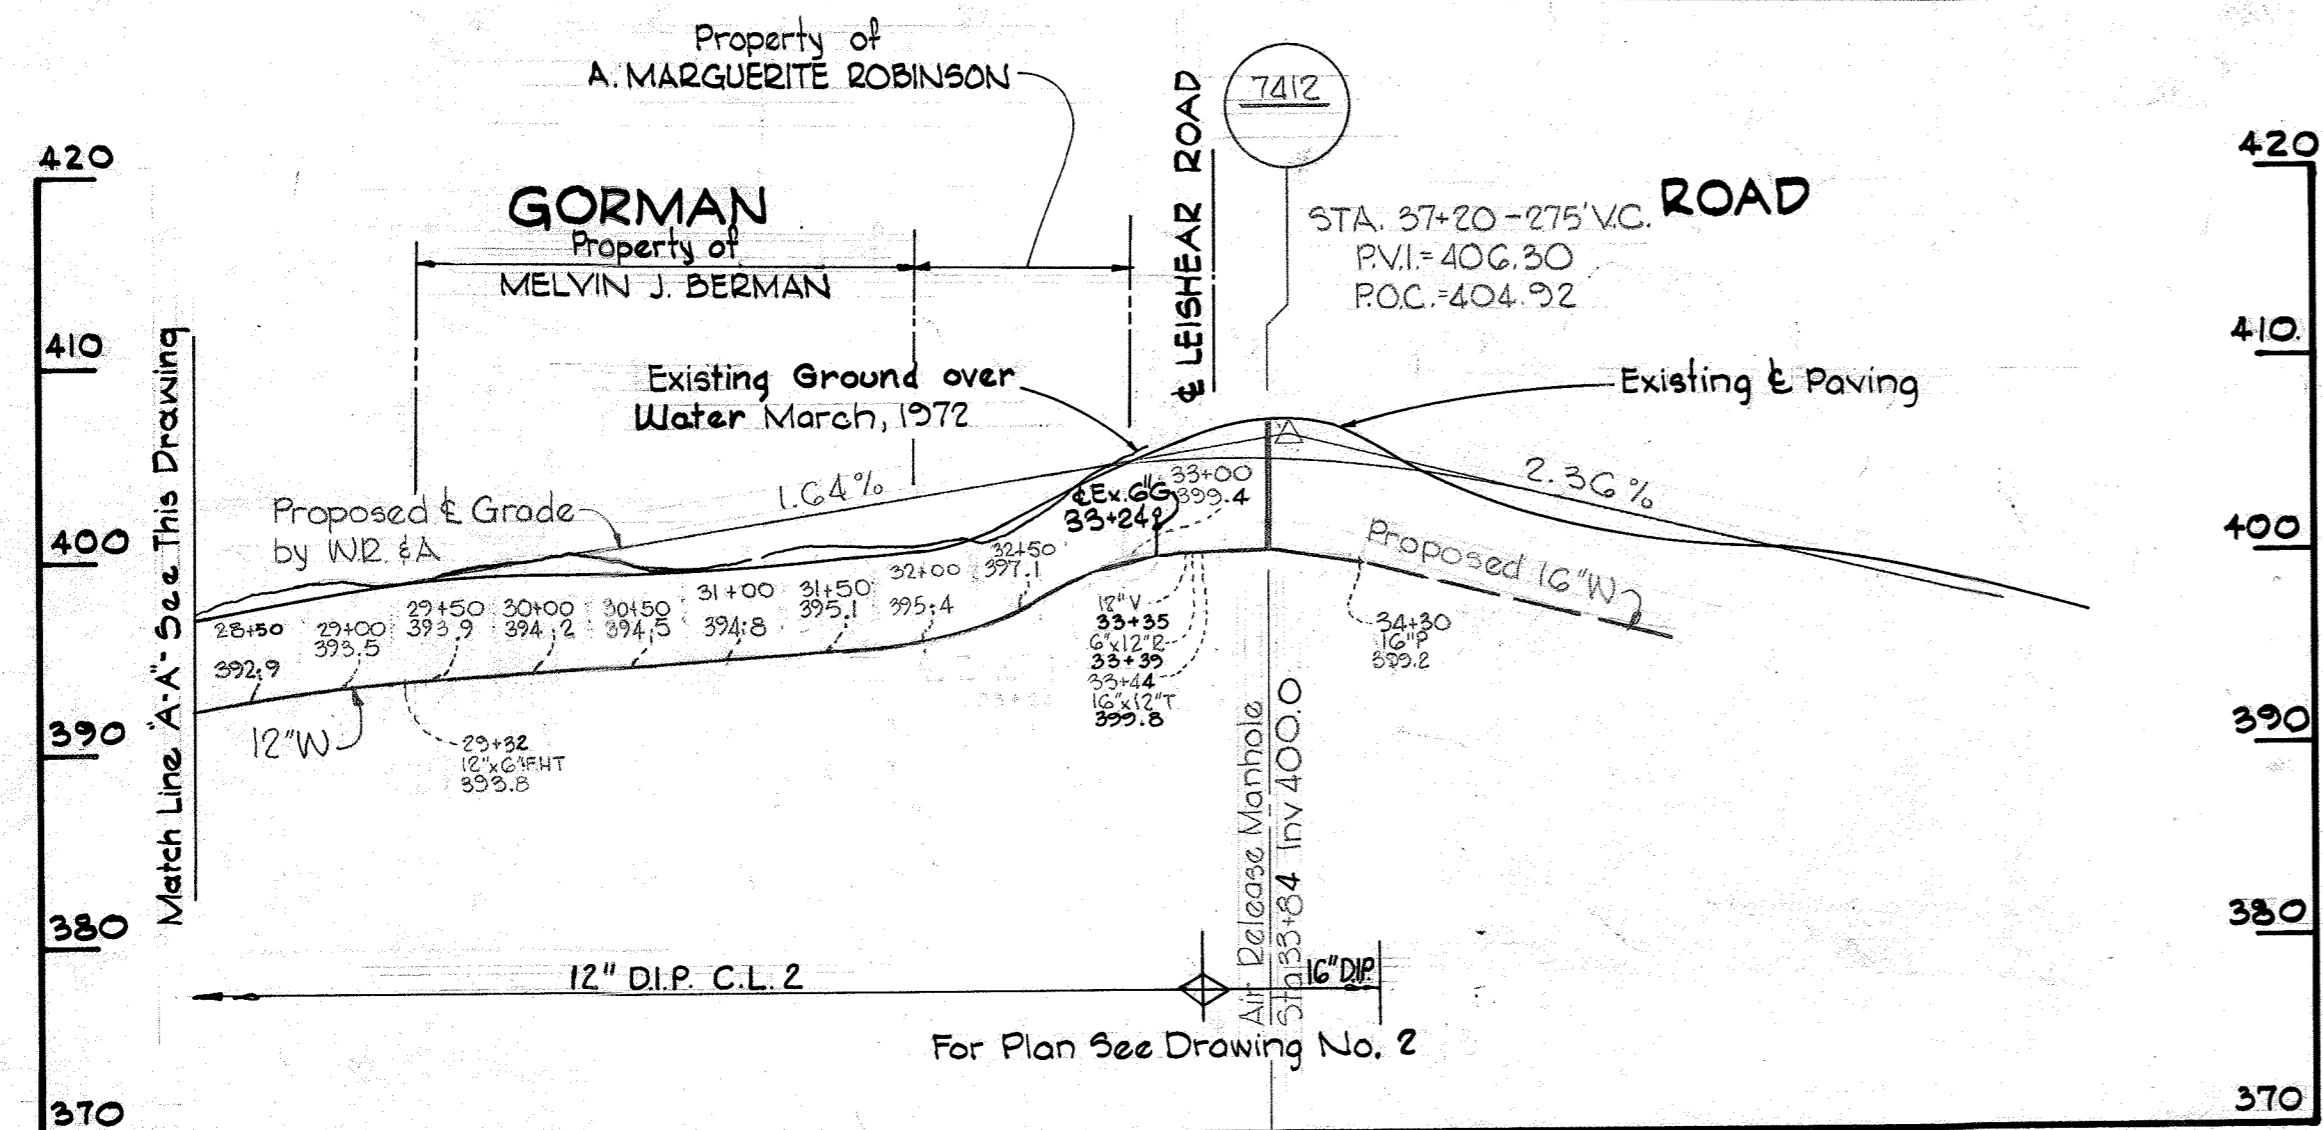 Property of
A. MARGUERITE ROBINSON
7412
420
420
GORMAN
ROAD
Property of
MELVIN J. BERMAN
℄ LEISHEAR ROAD
STA. 37+20-275' V.C.
P.V.I.=406.30
P.O.C.=404.92
410
410
Match Line "A-A"-See This Drawing
Existing Ground over
Water March, 1972
Existing ℄ Paving
Proposed ℄ Grade
by W.R. & A
1.64%
2.36%
℄ Ex. 6"G
33+24
33+00
399.4
400
400
Proposed 16"W
28+50
392.9
29+00
393.5
29+50
393.9
30+00
394.2
30+50
394.5
31+00
394.8
31+50
395.1
32+00
395.4
32+50
397.1
12"V
33+35
6"x12"R
33+39
33+44
16"x12"T
399.8
34+30
16"P
399.2
12"W
29+32
12"x6"FHT
393.8
390
390
Air Release Manhole
Sta 33+84 Inv 400.0
380
380
12" D.I.P. C.L. 2
16" D.I.P.
For Plan See Drawing No. 2
370
370